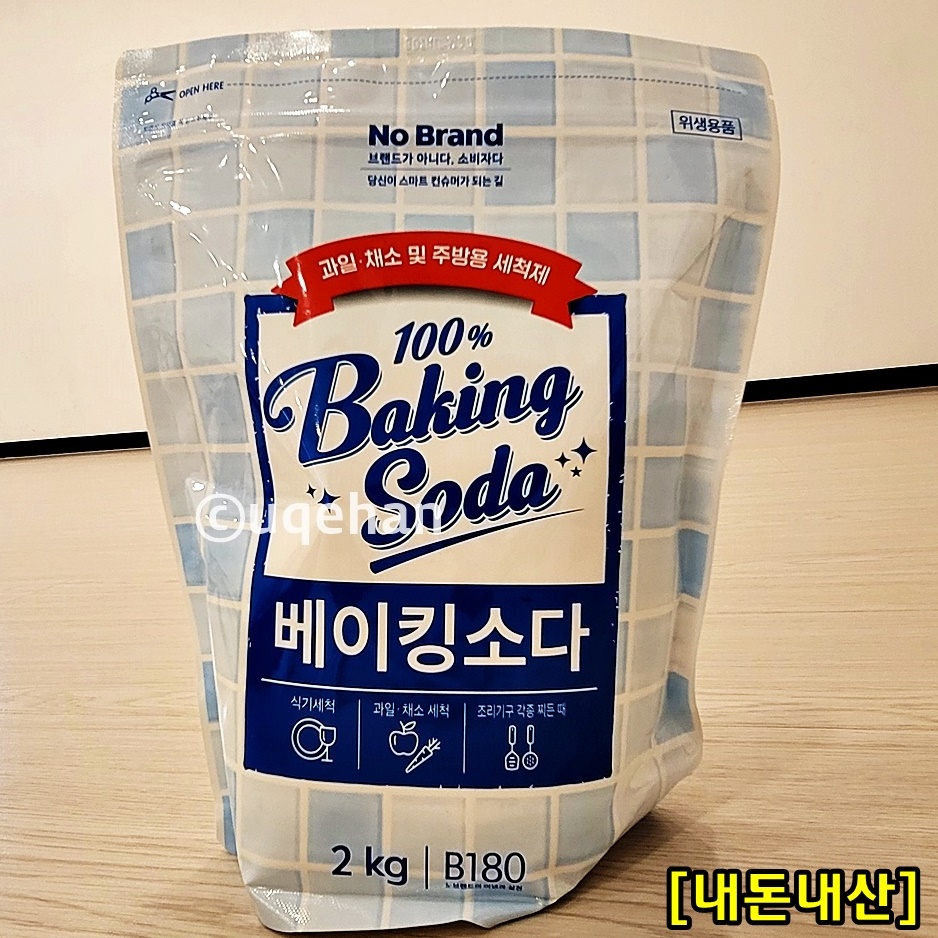 OPEN HERE
No Brand
브랜드가 아니다, 소비자다
당신이 스마트 컨슈머가 되는 길
위생용품
과일·채소 및 주방용 세척제
100%
Baking
Soda
©uqehan
베이킹소다
식기세척
과일·채소 세척
조리기구 각종 찌든 때
2 kg
B180
[내돈내산]